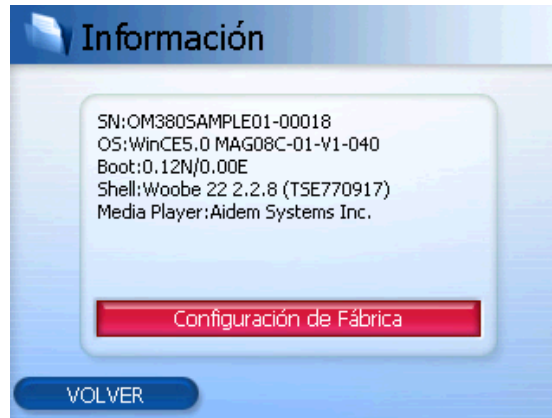 Información
SN:OM380SAMPLE01-00018
OS:WinCE5.0 MAG08C-01-V1-040
Boot:0.12N/0.00E
Shell:Woobe 22 2.2.8 (TSE770917)
Media Player:Aidem Systems Inc.
Configuración de Fábrica
VOLVER